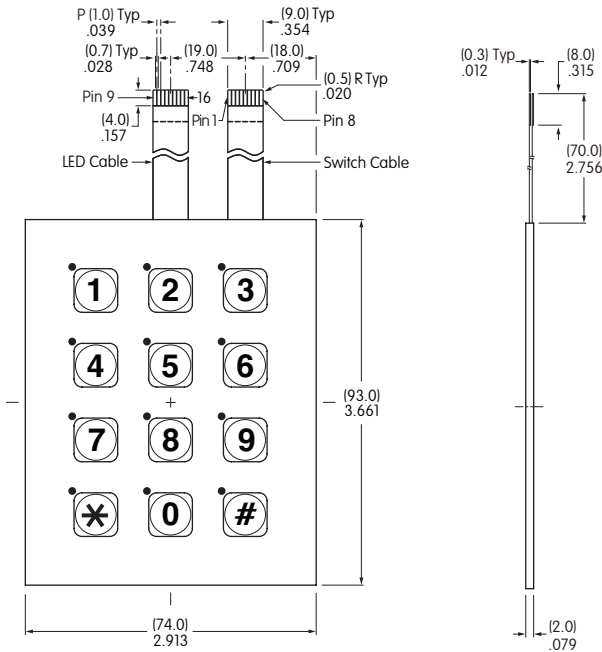 P (1.0) Typ
.039
(9.0) Typ
.354
(0.7) Typ
.028
(19.0)
.748
(18.0)
.709
(0.3) Typ
.012
(8.0)
.315
(0.5) R Typ
.020
Pin 9
16
(4.0)
.157
Pin 1
Pin 8
LED Cable
Switch Cable
(70.0)
2.756
1 2 3
4 5 6
7 8 9
* 0 #
(93.0)
3.661
(74.0)
2.913
(2.0)
.079